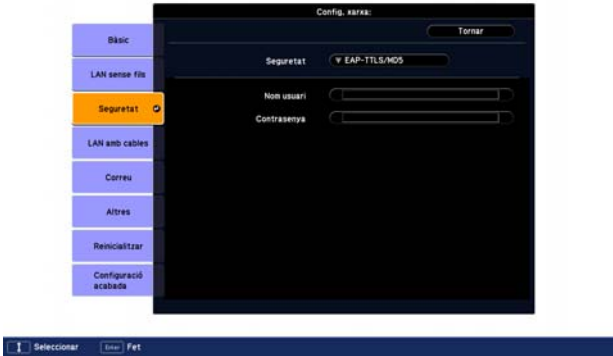 Config. xarxa:
Tornar
Bàsic
LAN sense fils
Seguretat
LAN amb cables
Correu
Altres
Reinicialitzar
Configuració
acabada
Seguretat EAP-TTLS/MD5
Nom usuari
Contrasenya
Seleccionar Enter Fet